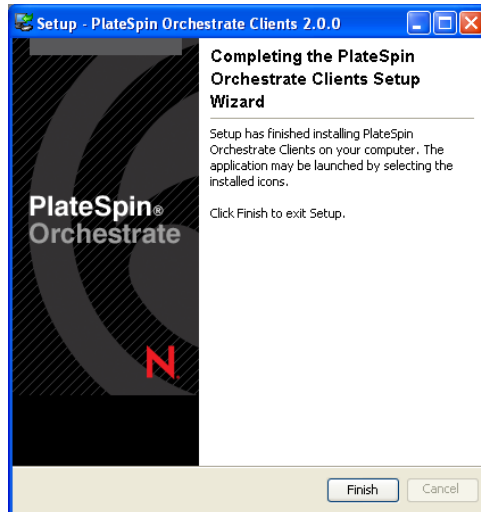 Setup - PlateSpin Orchestrate Clients 2.0.0
Completing the PlateSpin
Orchestrate Clients Setup
Wizard
Setup has finished installing PlateSpin
Orchestrate Clients on your computer. The
application may be launched by selecting the
installed icons.
Click Finish to exit Setup.
PlateSpin®
Orchestrate
N.
Finish
Cancel